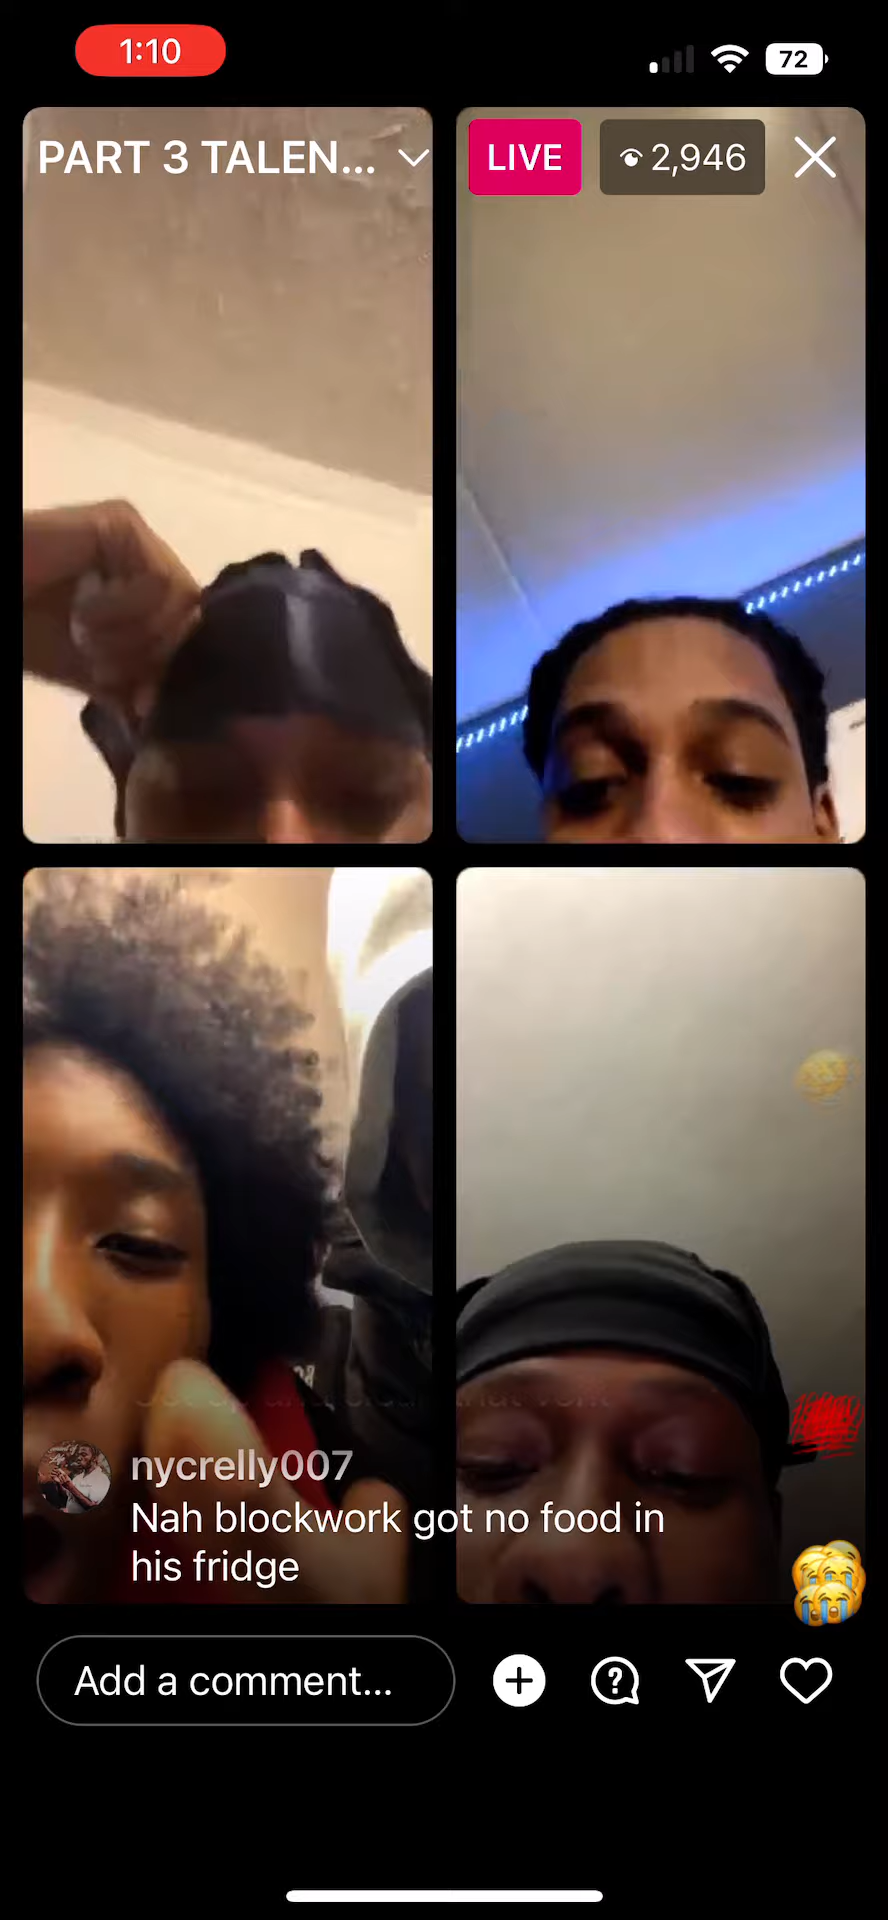 1:10
72
PART 3 TALEN...
LIVE
2,946
nycrelly007
Nah blockwork got no food in
his fridge
Add a comment...